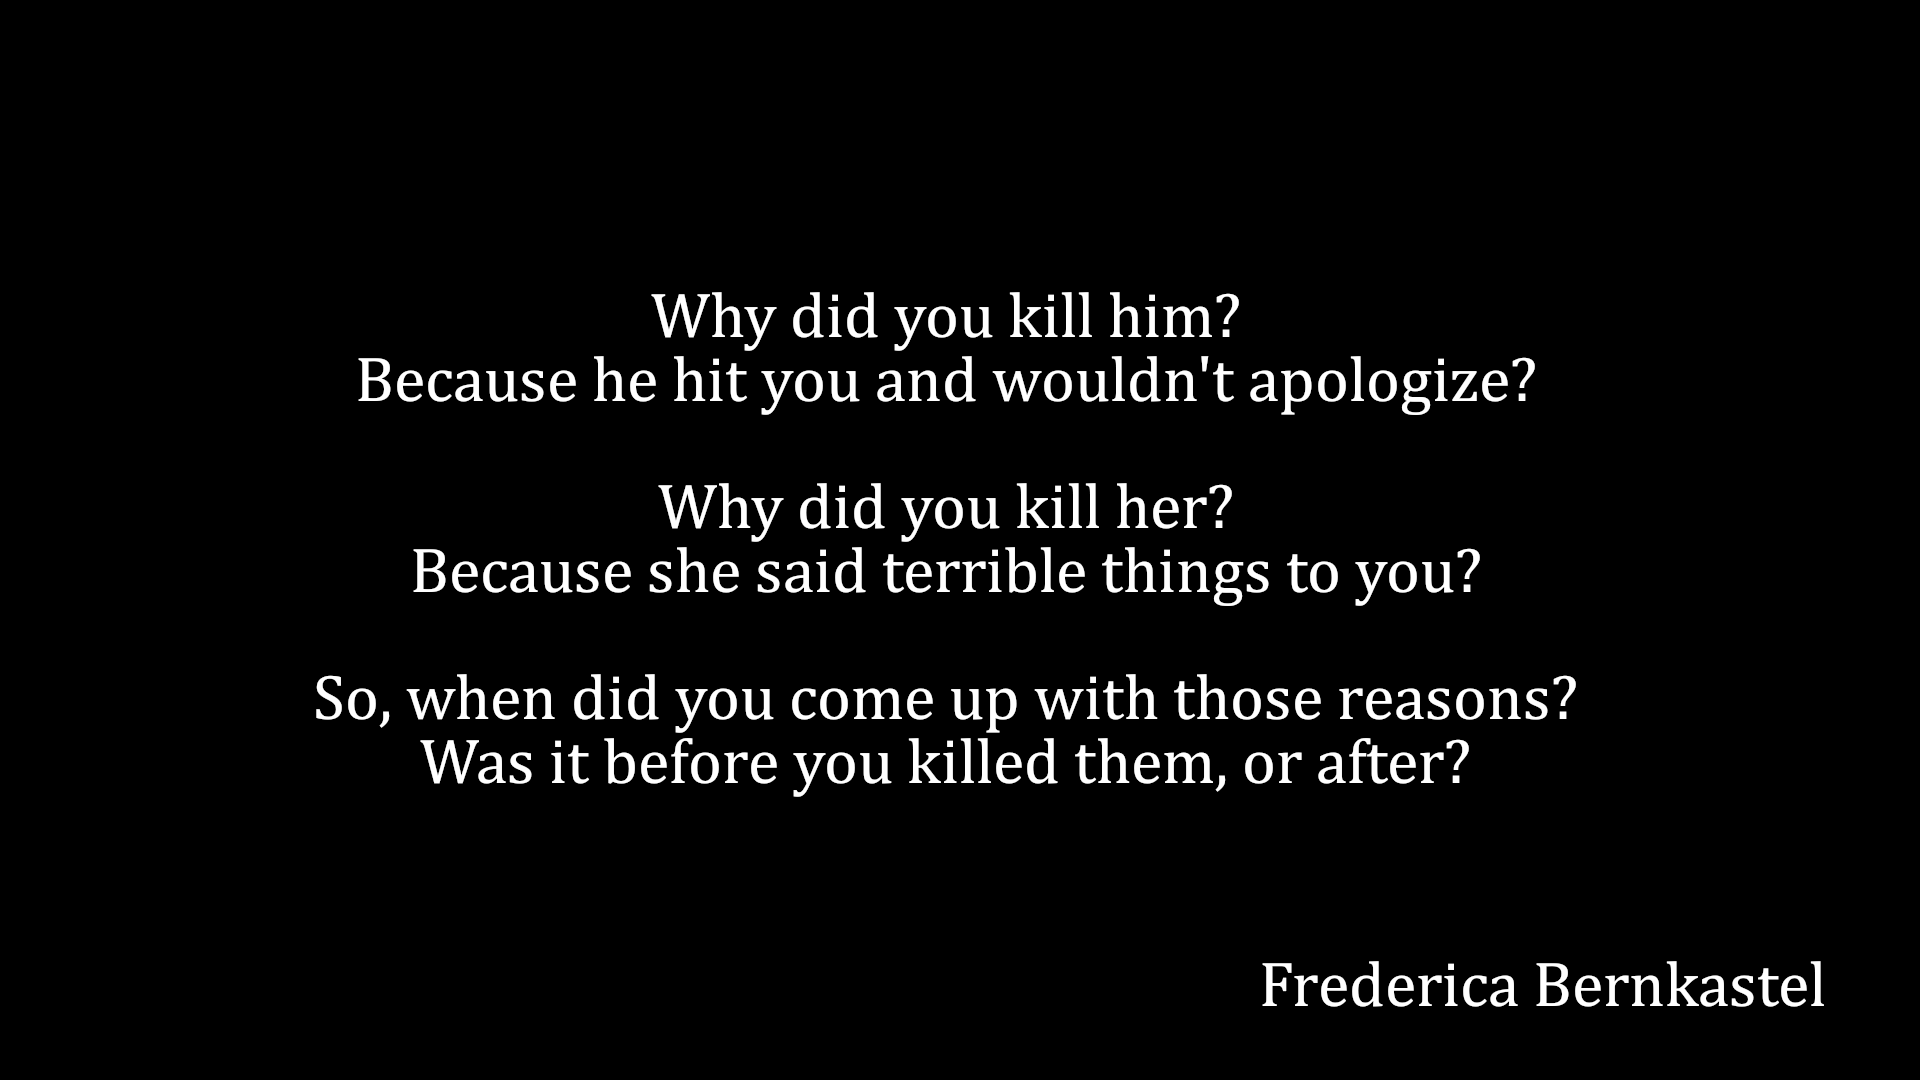 Why did you kill him?
Because he hit you and wouldn't apologize?
Why did you kill her?
Because she said terrible things to you?
So, when did you come up with those reasons?
Was it before you killed them, or after?
Frederica Bernkastel